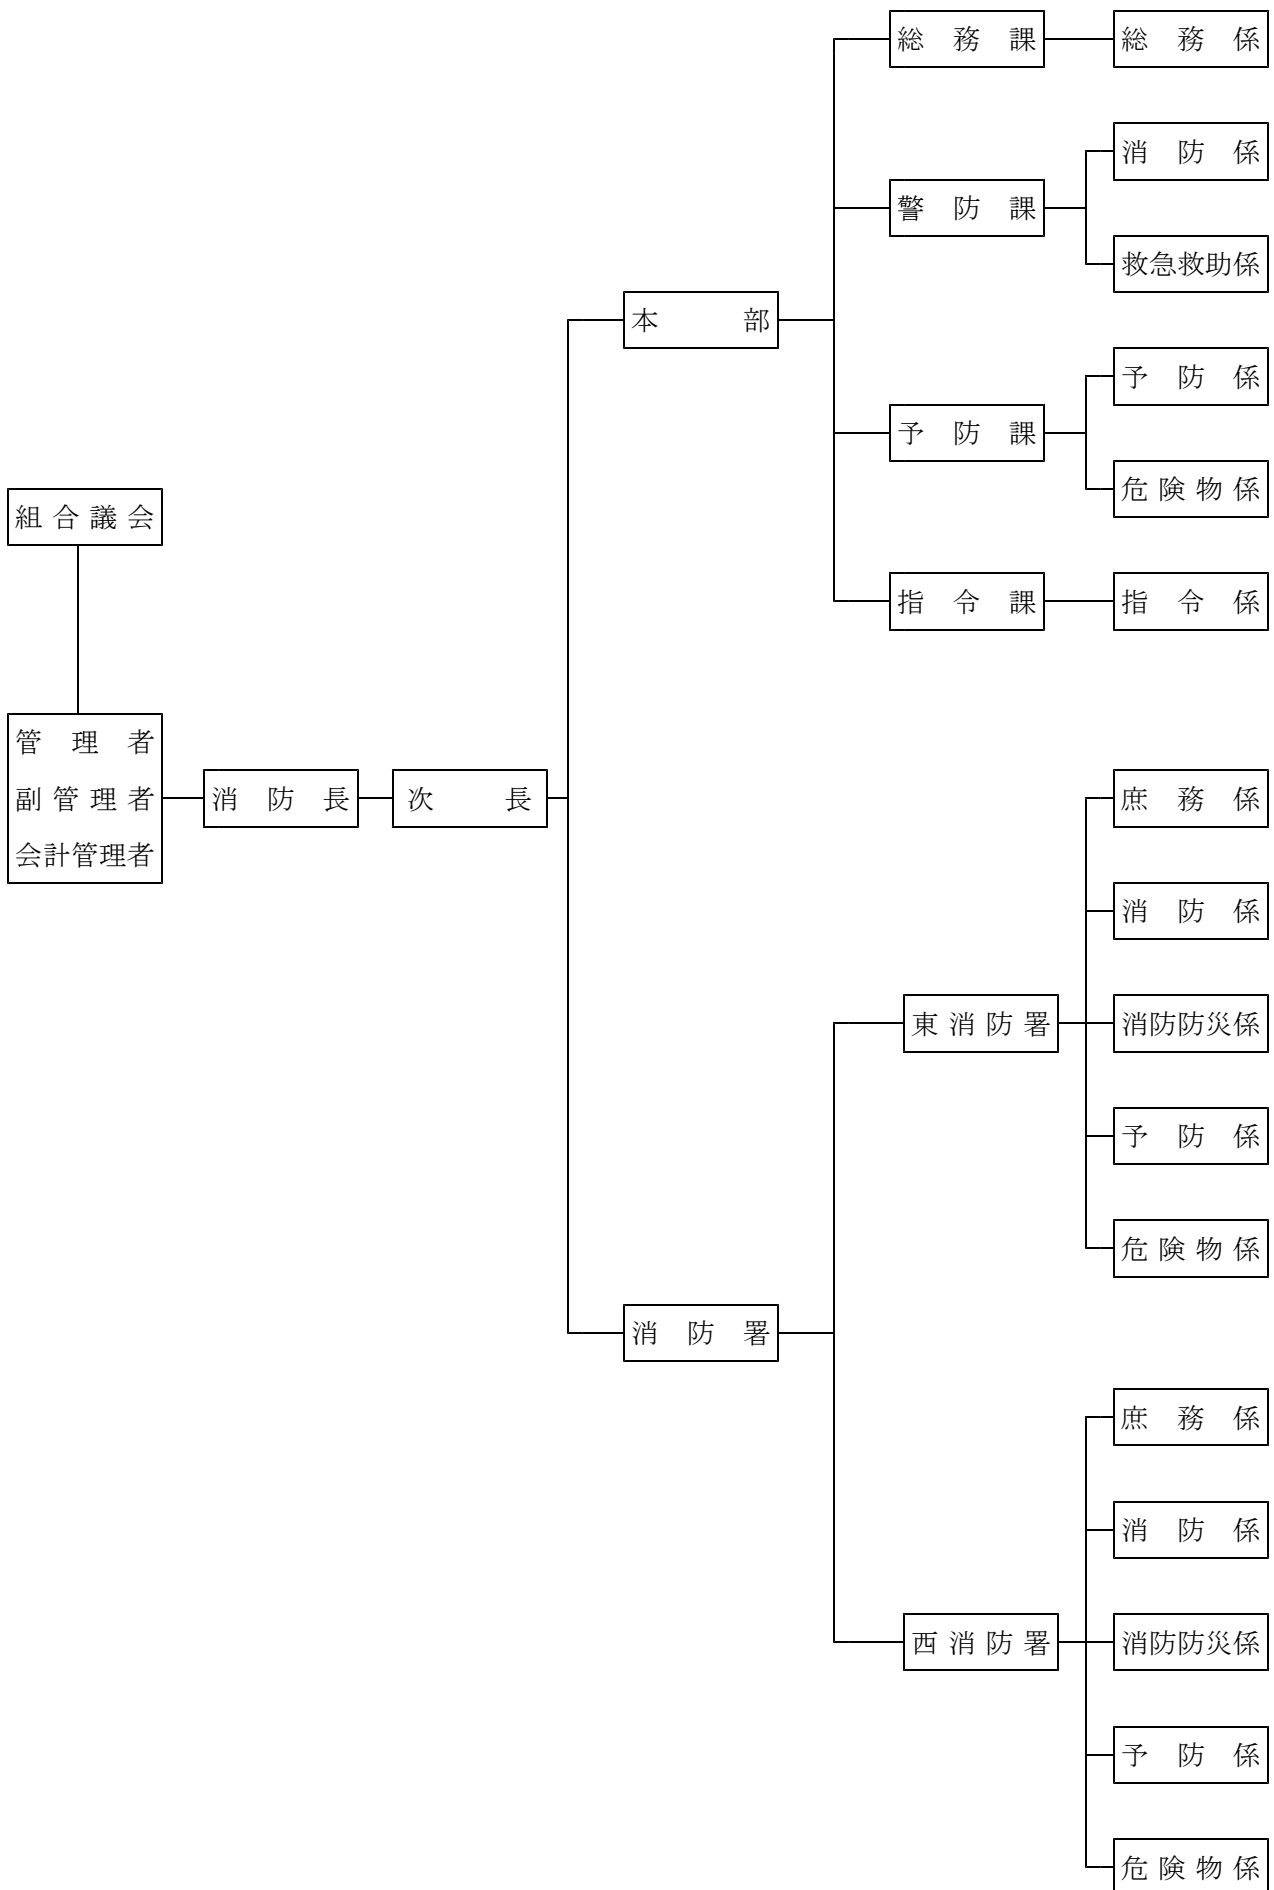 総務課
総務係
消防係
警防課
救急救助係
本部
予防係
予防課
危険物係
組合議会
指令課
指令係
管理者
副管理者
会計管理者
消防長
次長
庶務係
消防係
東消防署
消防防災係
予防係
危険物係
消防署
庶務係
消防係
西消防署
消防防災係
予防係
危険物係